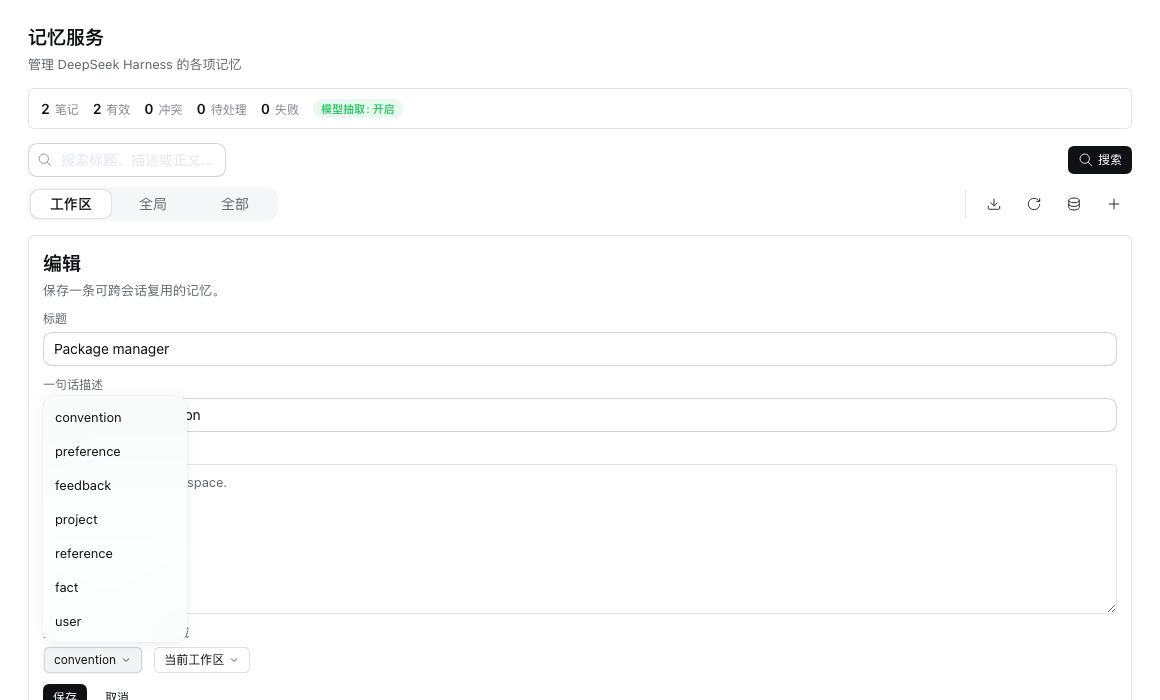 记忆服务
管理 DeepSeek Harness 的各项记忆
2 笔记 2 有效 0 冲突 0 待处理 0 失败 模型抽取: 开启
搜索标题、描述或正文...
搜索
工作区 全局 全部
编辑
保存一条可跨会话复用的记忆。
标题
Package manager
一句话描述
on
space.
convention
preference
feedback
project
reference
fact
user
convention 当前工作区
保存 取消